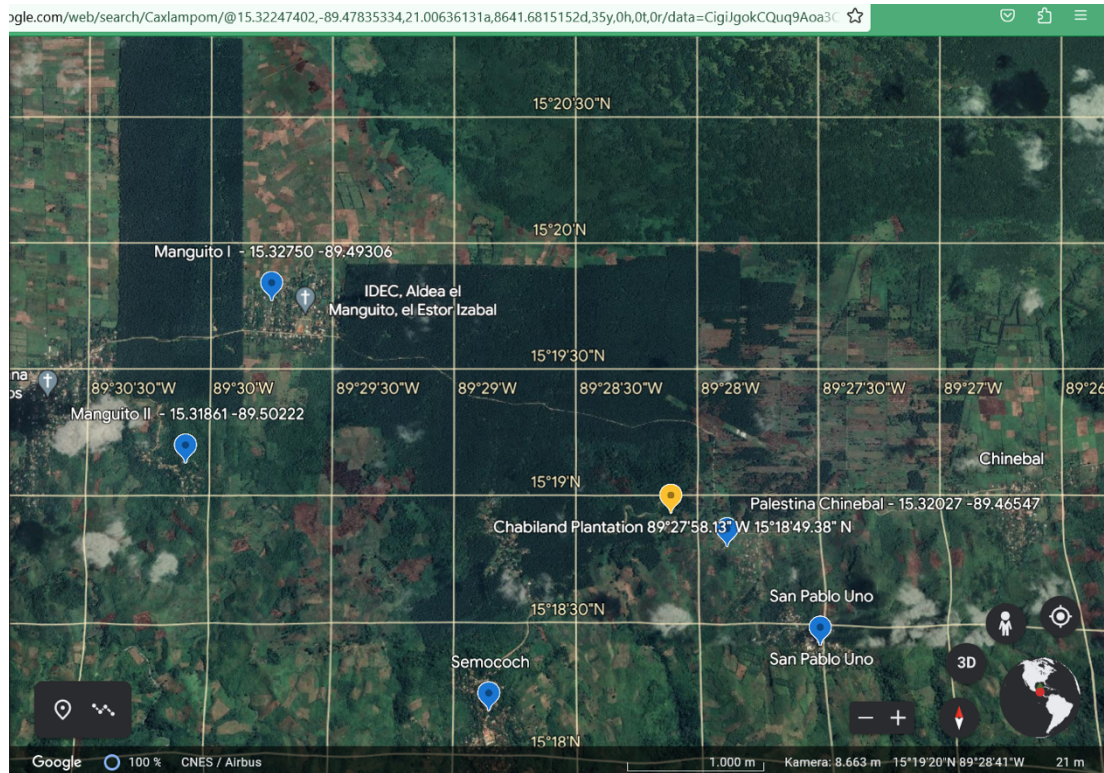 gle.com/web/search/Caxlampom/@15.32247402,-89.47835334,21.00636131a,8641.6815152d,35y,0h,0t,0r/data=CigiJgokCQuq9Aoa3C
15°20'30"N
15°20'N
Manguito I - 15.32750 -89.49306
IDEC, Aldea el
Manguito, el Estor Izabal
15°19'30"N
na
os
89°30'30"W
89°30'W
89°29'30"W
89°29'W
89°28'30"W
89°28'W
89°27'30"W
89°27'W
89°26
Manguito II - 15.31861 -89.50222
Chinebal
15°19'N
Palestina Chinebal - 15.32027 -89.46547
Chabiland Plantation 89°27'58.13" W 15°18'49.38" N
San Pablo Uno
15°18'30"N
San Pablo Uno
Semococh
3D
15°18'N
Google
100 %
CNES / Airbus
1.000 m
Kamera: 8.663 m
15°19'20"N 89°28'41"W
21 m